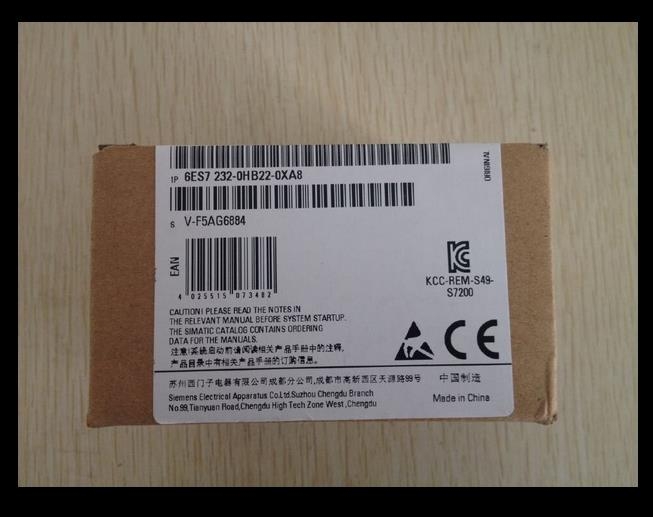 1P 6ES7 232-0HB22-0XA8
ORIGINAL
S V-F5AG6884
EAN
4 025515 073482
KCC-REM-S49-
S7200
CAUTION! PLEASE READ THE NOTES IN
THE RELEVANT MANUAL BEFORE SYSTEM STARTUP.
THE SIMATIC CATALOG CONTAINS ORDERING
DATA FOR THE MANUALS.
注意!系统启动前请阅读相关产品手册中的注释,
产品目录中有相关产品手册的订购信息。
CE
苏州西门子电器有限公司成都分公司,成都市高新西区天源路99号 中国制造
Siemens Electrical Apparatus Co.Ltd.Suzhou Chengdu Branch Made in China
No.99,Tianyuan Road,Chengdu High Tech Zone West,Chengdu